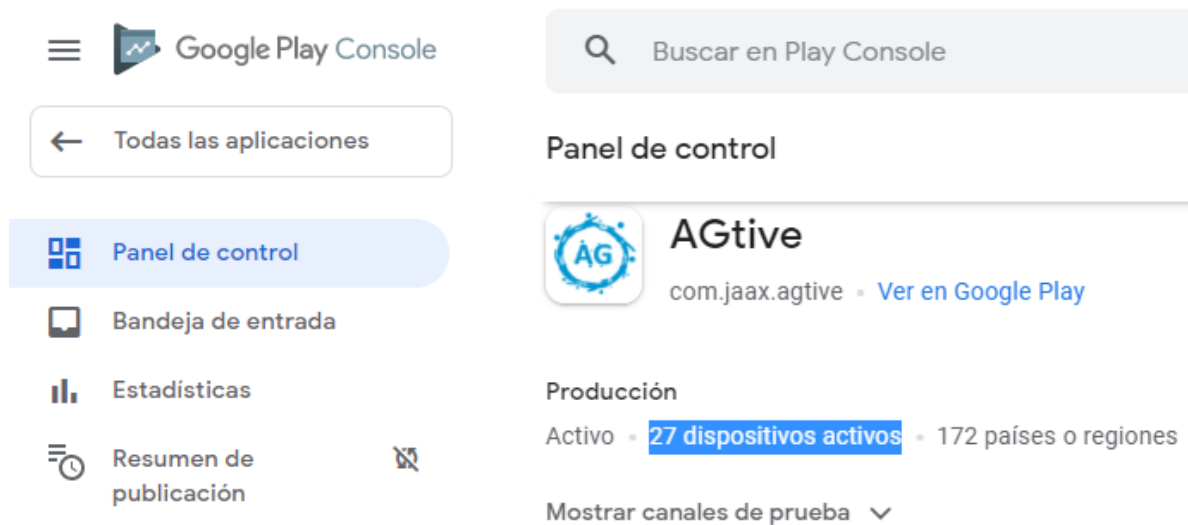 Google Play Console
Buscar en Play Console
Todas las aplicaciones
Panel de control
Panel de control
Bandeja de entrada
Estadísticas
Resumen de
publicación
AG
AGtive
com.jaax.agtive • Ver en Google Play
Producción
Activo • 27 dispositivos activos • 172 países o regiones
Mostrar canales de prueba